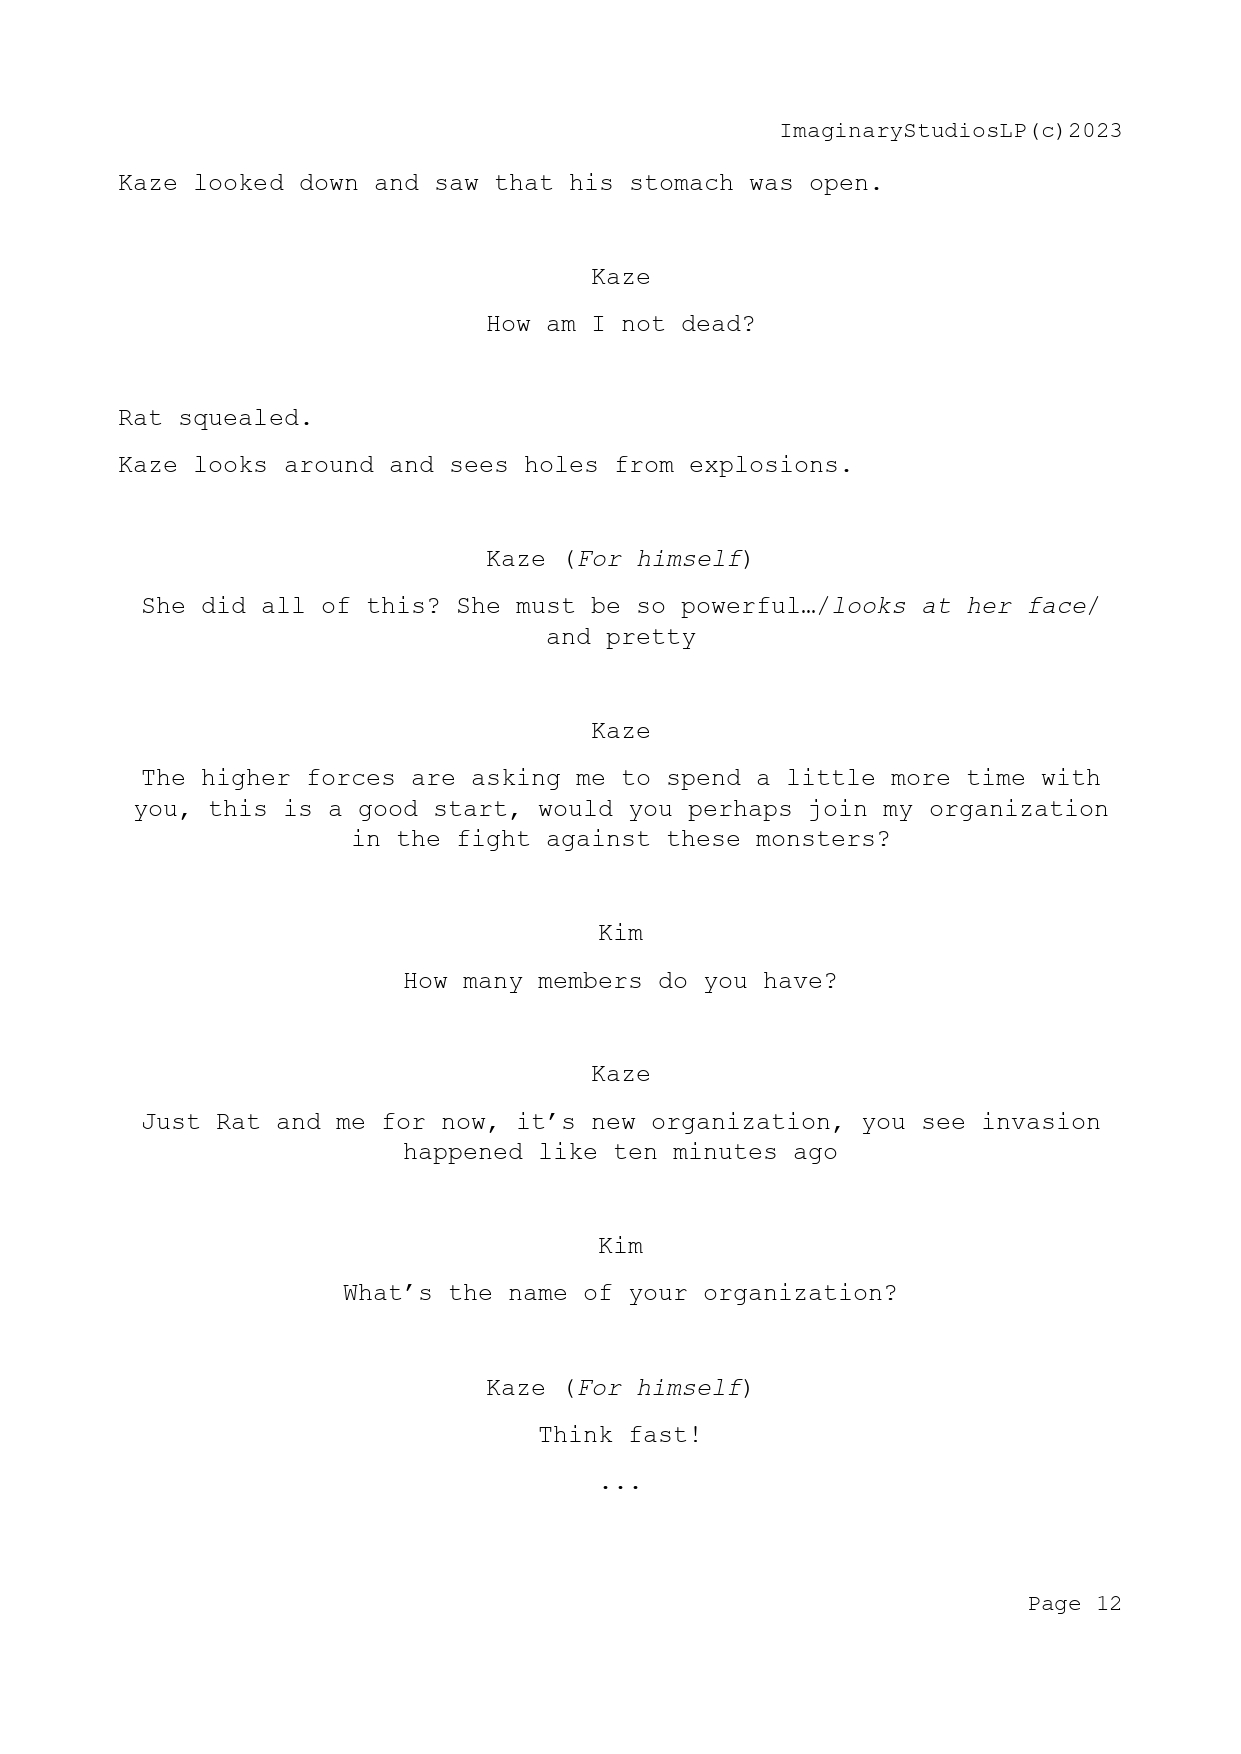 ImaginaryStudiosLP(c)2023
Kaze looked down and saw that his stomach was open.
Kaze
How am I not dead?
Rat squealed.
Kaze looks around and sees holes from explosions.
Kaze (For himself)
She did all of this? She must be so powerful…/looks at her face/
and pretty
Kaze
The higher forces are asking me to spend a little more time with
you, this is a good start, would you perhaps join my organization
in the fight against these monsters?
Kim
How many members do you have?
Kaze
Just Rat and me for now, it’s new organization, you see invasion
happened like ten minutes ago
Kim
What’s the name of your organization?
Kaze (For himself)
Think fast!
...
Page 12